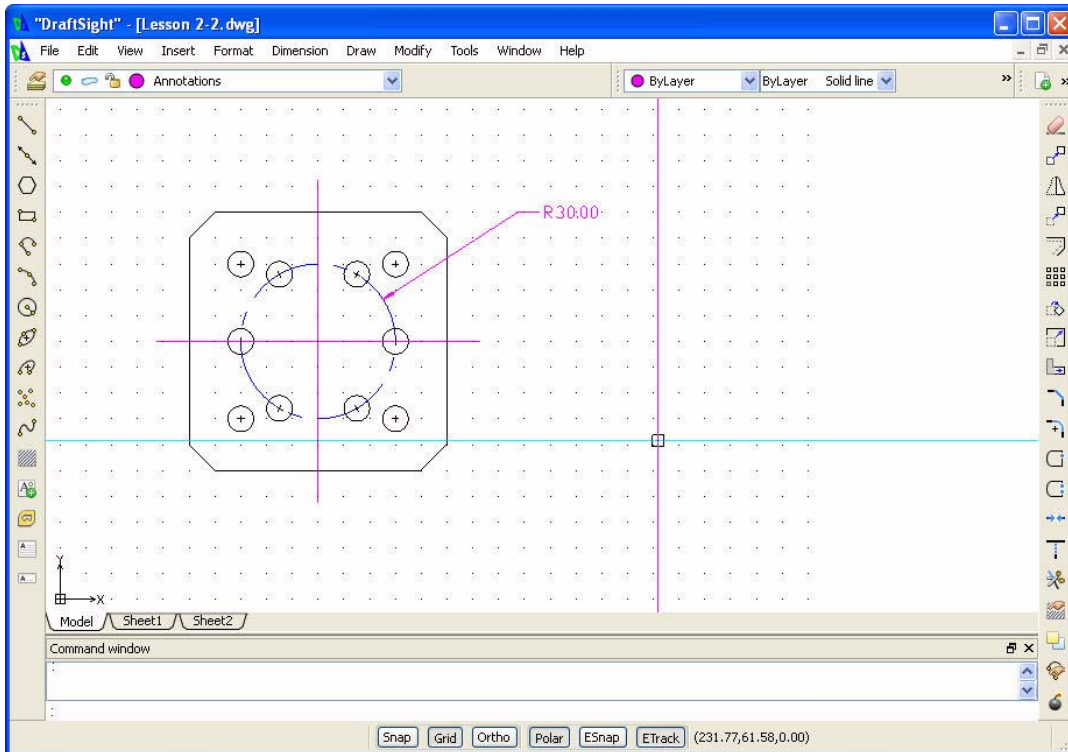 "DraftSight" - [Lesson 2-2.dwg]
File Edit View Insert Format Dimension Draw Modify Tools Window Help
Annotations ByLayer ByLayer Solid line » »
R30.00
Y
X
Model Sheet1 Sheet2
Command window
:
:
Snap Grid Ortho Polar ESnap ETrack (231.77,61.58,0.00)